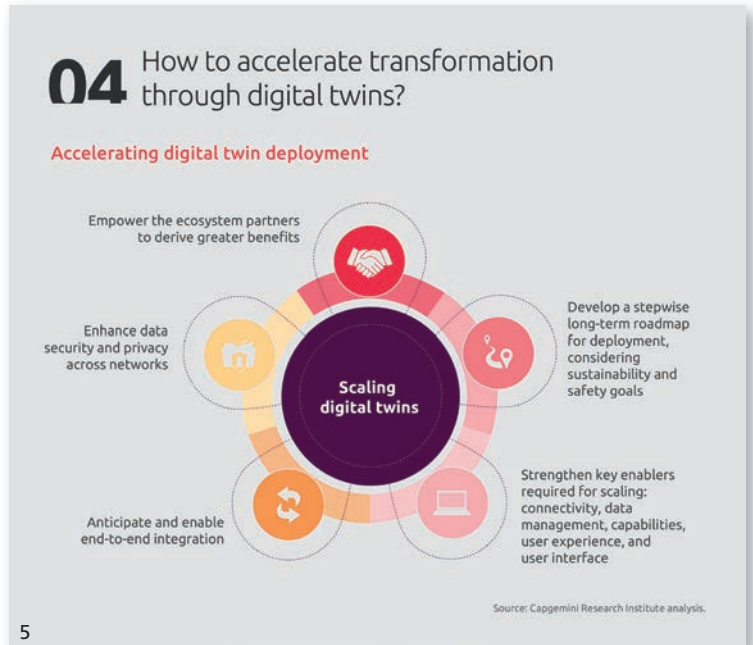 04
How to accelerate transformation
through digital twins?
Accelerating digital twin deployment
Empower the ecosystem partners
to derive greater benefits
Develop a stepwise
long-term roadmap
for deployment,
considering
sustainability and
safety goals
Enhance data
security and privacy
across networks
Scaling
digital twins
Strengthen key enablers
required for scaling:
connectivity, data
management, capabilities,
user experience, and
user interface
Anticipate and enable
end-to-end integration
Source: Capgemini Research Institute analysis.
5